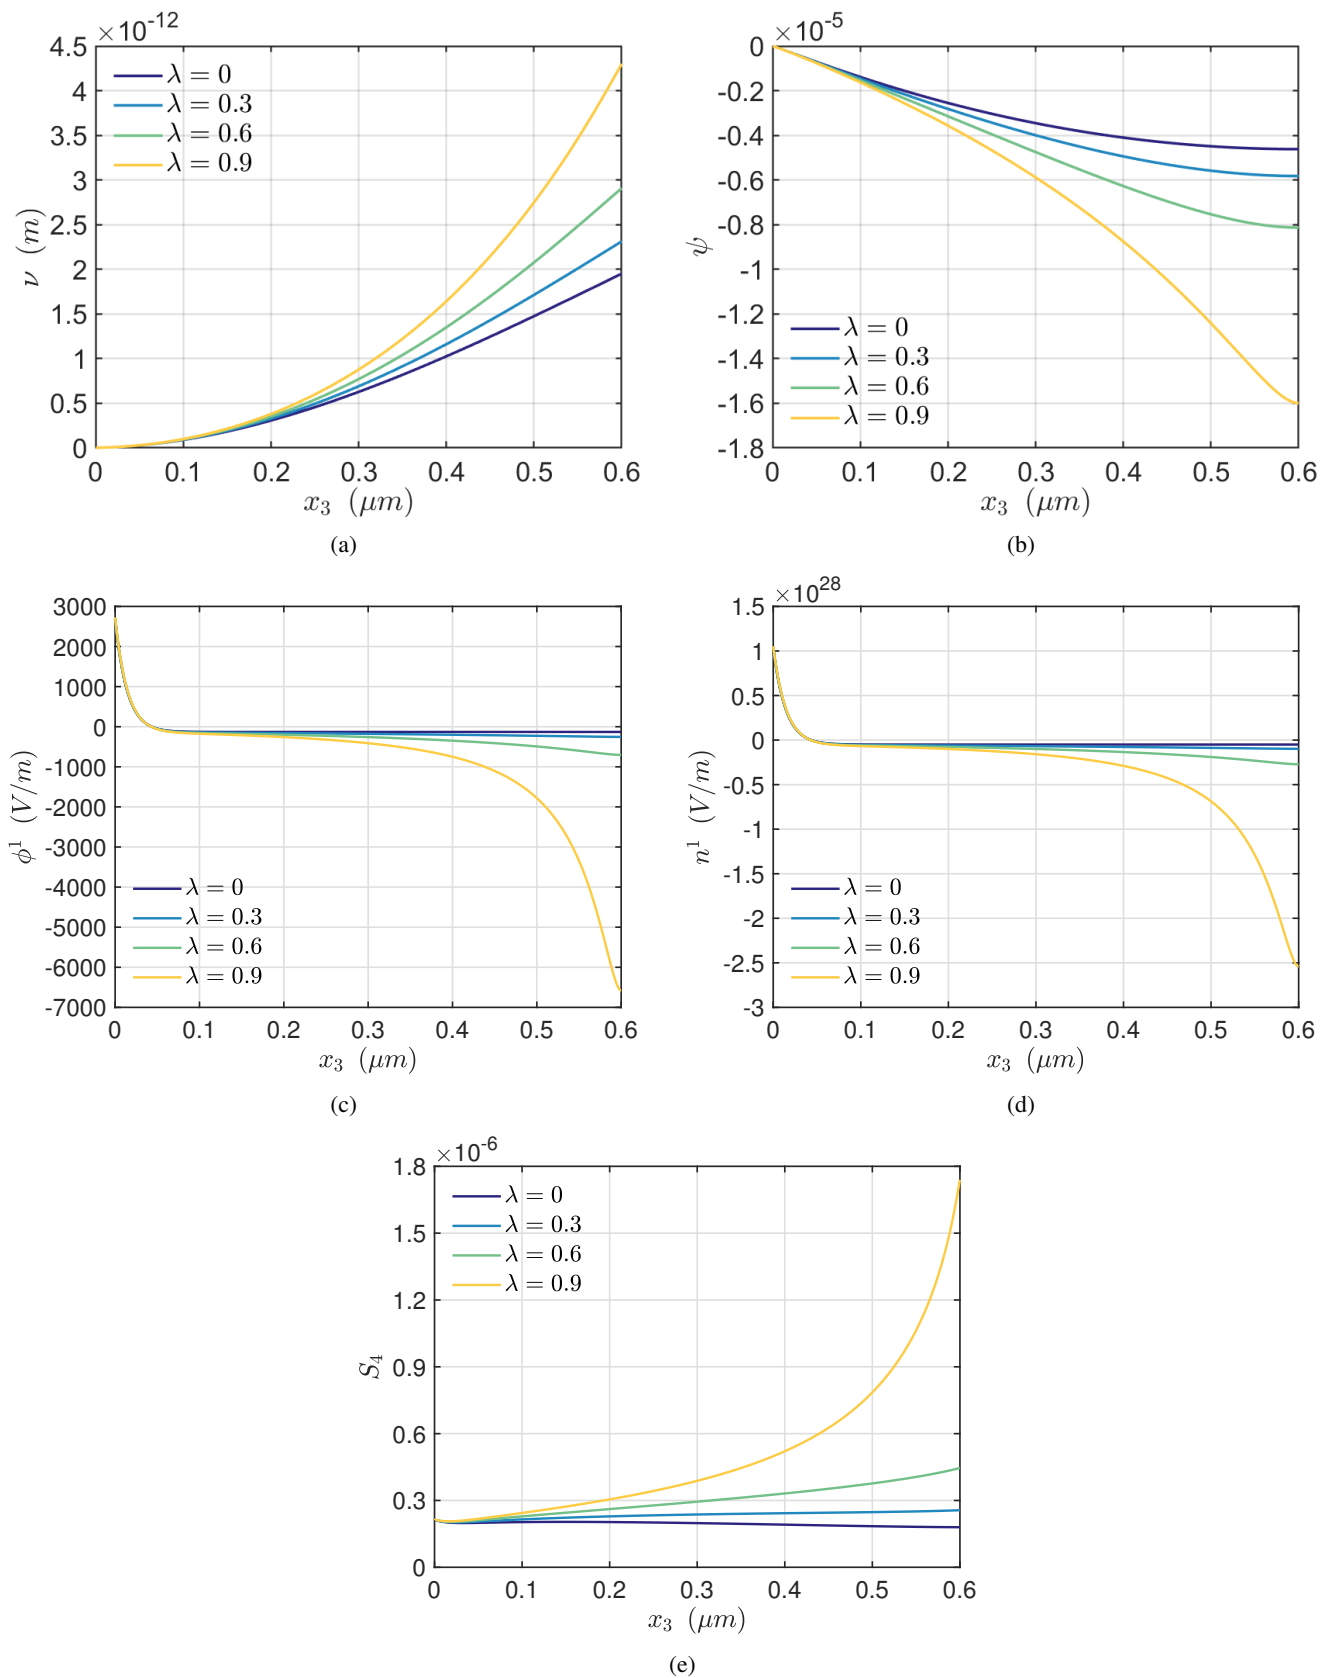 ×10⁻¹²
4.5
4
3.5
3
2.5
2
1.5
1
0.5
0
λ = 0
λ = 0.3
λ = 0.6
λ = 0.9
ν (m)
0 0.1 0.2 0.3 0.4 0.5 0.6
x₃ (μm)
(a)
×10⁻⁵
0
-0.2
-0.4
-0.6
-0.8
-1
-1.2
-1.4
-1.6
-1.8
ψ
λ = 0
λ = 0.3
λ = 0.6
λ = 0.9
0 0.1 0.2 0.3 0.4 0.5 0.6
x₃ (μm)
(b)
3000
2000
1000
0
-1000
-2000
-3000
-4000
-5000
-6000
-7000
ϕ¹ (V/m)
λ = 0
λ = 0.3
λ = 0.6
λ = 0.9
0 0.1 0.2 0.3 0.4 0.5 0.6
x₃ (μm)
(c)
×10²⁸
1.5
1
0.5
0
-0.5
-1
-1.5
-2
-2.5
-3
n¹ (V/m)
λ = 0
λ = 0.3
λ = 0.6
λ = 0.9
0 0.1 0.2 0.3 0.4 0.5 0.6
x₃ (μm)
(d)
×10⁻⁶
1.8
1.5
1.2
0.9
0.6
0.3
0
S₄
λ = 0
λ = 0.3
λ = 0.6
λ = 0.9
0 0.1 0.2 0.3 0.4 0.5 0.6
x₃ (μm)
(e)